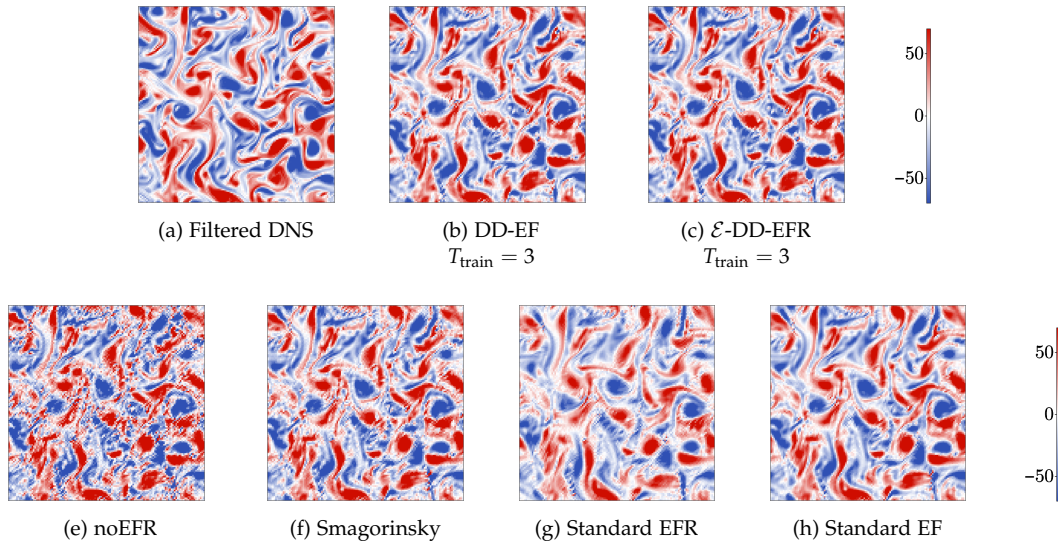 50
0
−50
(a) Filtered DNS
(b) DD-EF
T_train = 3
(c) ℰ-DD-EFR
T_train = 3
50
0
−50
(e) noEFR
(f) Smagorinsky
(g) Standard EFR
(h) Standard EF